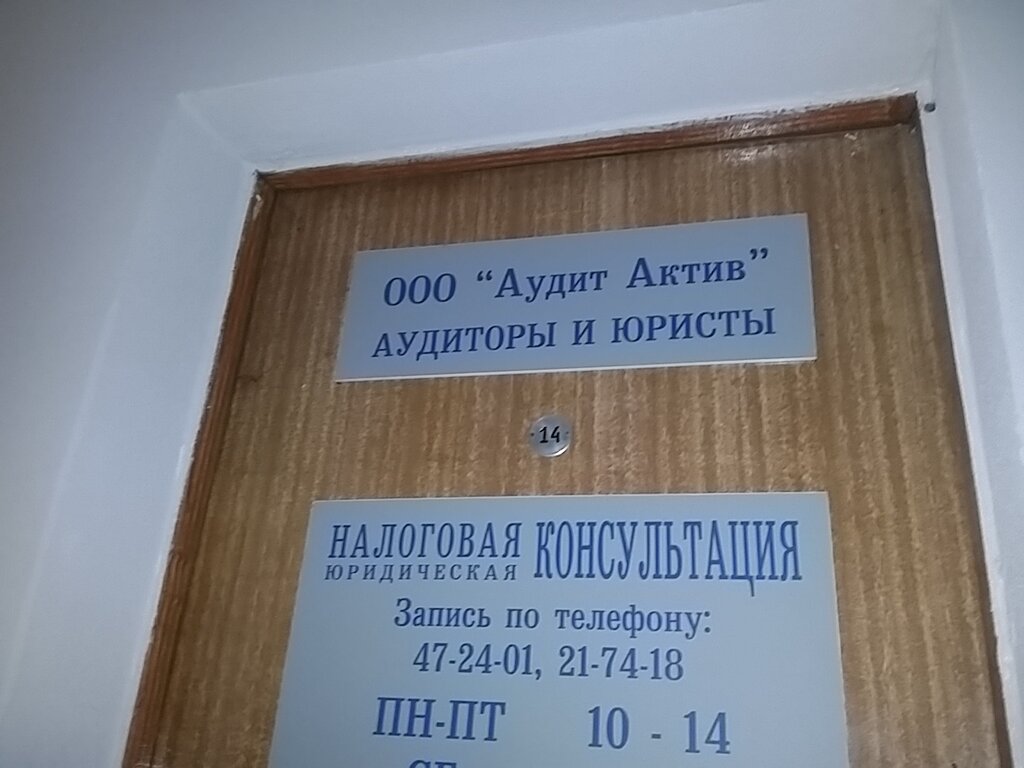 ООО “Аудит Актив”
АУДИТОРЫ И ЮРИСТЫ
14
НАЛОГОВАЯ КОНСУЛЬТАЦИЯ
ЮРИДИЧЕСКАЯ
Запись по телефону:
47-24-01, 21-74-18
ПН-ПТ 10 - 14